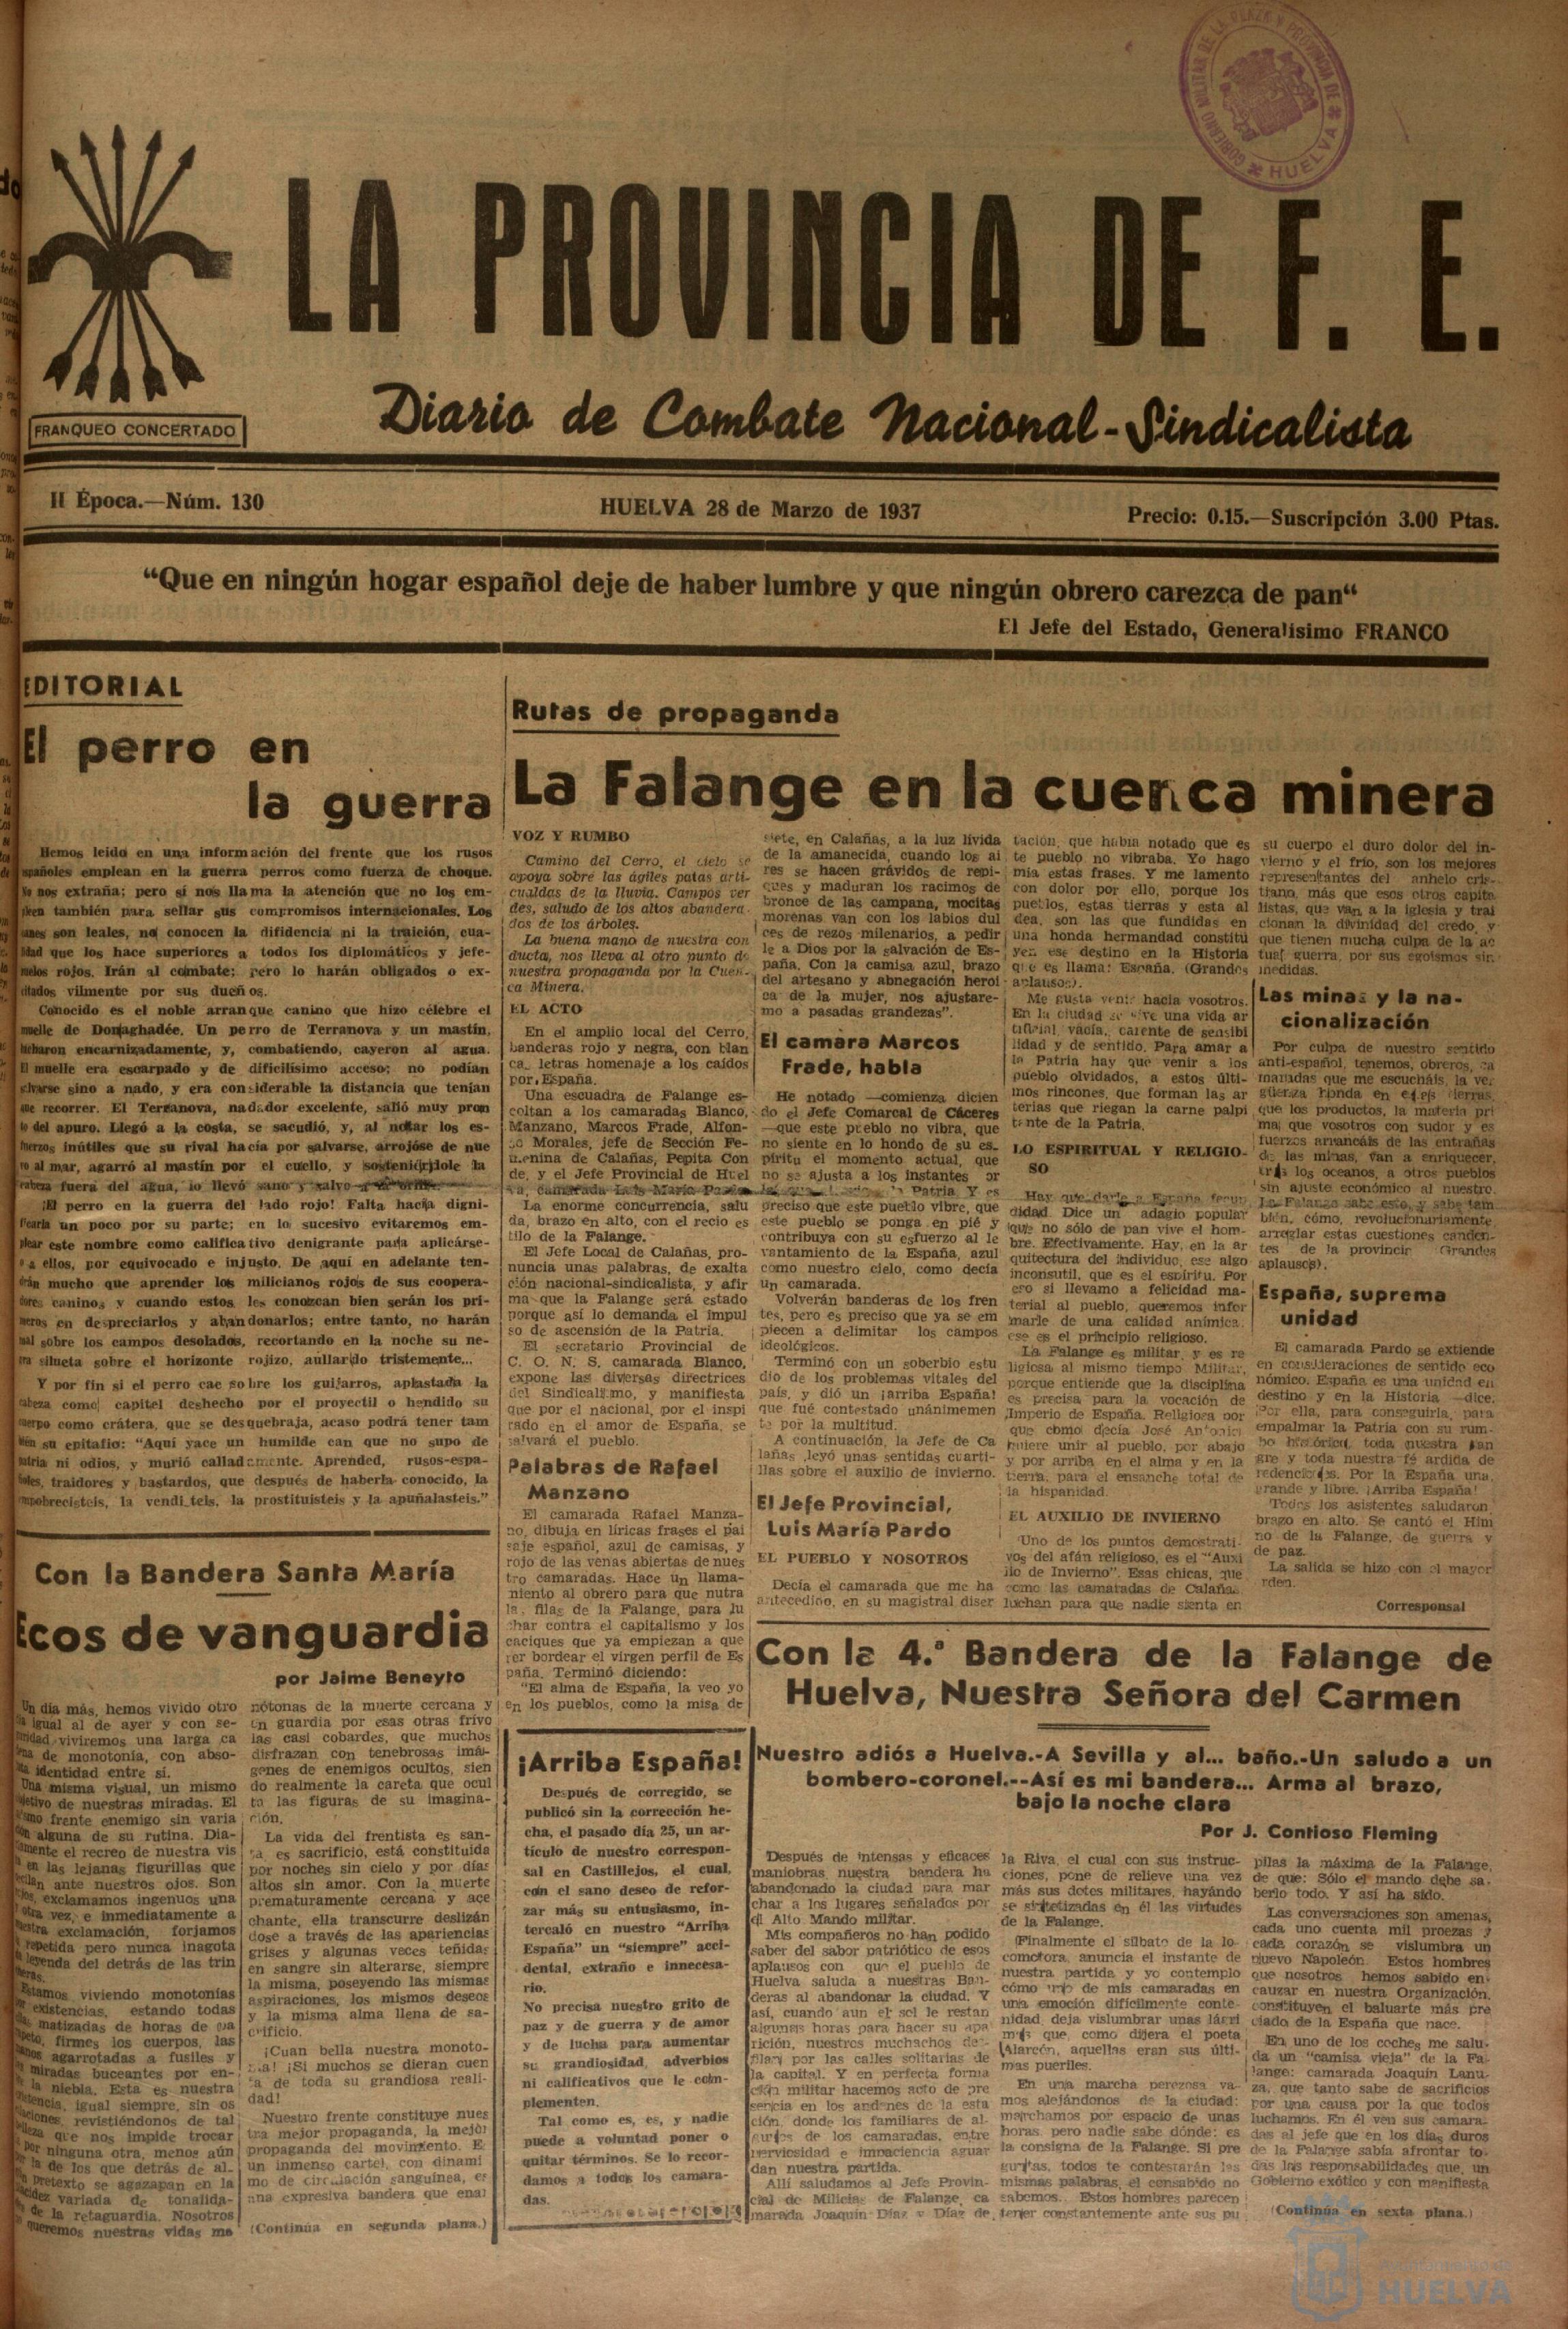 GOBIERNO MILITAR DE LA PLAZA Y PROVINCIA DE
HUELVA
LA PROVINCIA DE F. E.
Diario de Combate Nacional-Sindicalista
FRANQUEO CONCERTADO
II Época.—Núm. 130
HUELVA 28 de Marzo de 1937
Precio: 0.15.—Suscripción 3.00 Ptas.
“Que en ningún hogar español deje de haber lumbre y que ningún obrero carezca de pan“
El Jefe del Estado, Generalisimo FRANCO
EDITORIAL
El perro en
la guerra
Hemos leido en una información del frente que los rusos
españoles emplean en la guerra perros como fuerza de choque.
No nos extraña; pero sí nos llama la atención que no los em-
pleen también para sellar sus compromisos internacionales. Los
canes son leales, no conocen la difidencia ni la traición, cua-
lidad que los hace superiores a todos los diplomáticos y jefe-
zuelos rojos. Irán al combate; pero lo harán obligados o ex-
citados vilmente por sus dueños.
Conocido es el noble arranque canino que hizo célebre el
muelle de Donaghadée. Un perro de Terranova y un mastín,
lucharon encarnizadamente, y, combatiendo, cayeron al agua.
El muelle era escarpado y de dificilísimo acceso; no podían
salvarse sino a nado, y era considerable la distancia que tenían
que recorrer. El Terranova, nadador excelente, salió muy pron
to del apuro. Llegó a la costa, se sacudió, y, al notar los es-
fuerzos inútiles que su rival hacía por salvarse, arrojóse de nue
vo al mar, agarró al mastín por el cuello, y sosteniéndole la
cabeza fuera del agua, lo llevó sano y salvo a la orilla.
¡El perro en la guerra del lado rojo! Falta hacía digni-
ficarla un poco por su parte; en lo sucesivo evitaremos em-
plear este nombre como calificativo denigrante para aplicárse-
o a ellos, por equivocado e injusto. De aquí en adelante ten-
drán mucho que aprender los milicianos rojos de sus coopera-
dores caninos y cuando estos les conozcan bien serán los pri-
meros en despreciarlos y abandonarlos; entre tanto, no harán
mal sobre los campos desolados, recortando en la noche su ne-
gra silueta sobre el horizonte rojizo, aullando tristemente...
Y por fin si el perro cae sobre los guijarros, aplastada la
cabeza como capitel deshecho por el proyectil o hendido su
cuerpo como crátera, que se desquebraja, acaso podrá tener tam
bién su epitafio: “Aquí yace un humilde can que no supo de
patria ni odios, y murió calladamente. Aprended, rusos-espa-
ñoles, traidores y bastardos, que después de haberla conocido, la
empobrecisteis, la vendisteis, la prostituísteis y la apuñalasteis.”
Con la Bandera Santa María
Ecos de vanguardia
por Jaime Beneyto
Un día más, hemos vivido otro
día igual al de ayer y con se-
guridad viviremos una larga ca
dena de monotonía, con abso-
luta identidad entre sí.
Una misma visual, un mismo
objetivo de nuestras miradas. El
mismo frente enemigo sin varia
ción alguna de su rutina. Dia-
riamente el recreo de nuestra vis
ta en las lejanas figurillas que
oscilan ante nuestros ojos. Son
rojos, exclamamos ingenuos una
y otra vez, e inmediatamente a
nuestra exclamación, forjamos
la repetida pero nunca inagota
la leyenda del detrás de las trin
cheras.
Estamos viviendo monotonías
por existencias, estando todas
ellas matizadas de horas de pa
rapeto, firmes los cuerpos, las
manos agarrotadas a fusiles y
las miradas buceantes por en-
tre la niebla. Esta es nuestra
existencia, igual siempre, sin os
cilaciones, revistiéndonos de tal
belleza que nos impide trocar
la por ninguna otra, menos aún
por la de los que detrás de al-
gún pretexto se agazapan en la
placidez variada de tonalida-
des de la retaguardia. Nosotros
lo queremos nuestras vidas mo
nótonas de la muerte cercana y
en guardia por esas otras frívo
las casi cobardes, que muchos
disfrazan con tenebrosas imá-
genes de enemigos ocultos, sien
do realmente la careta que ocul
ta las figuras de su imagina-
ción.
La vida del frentista es san-
ta, es sacrificio, está constituída
por noches sin cielo y por días
altos sin amor. Con la muerte
prematuramente cercana y ace
chante, ella transcurre deslizán
dose a través de las apariencias
grises y algunas veces teñidas
en sangre sin alterarse, siempre
la misma, poseyendo las mismas
aspiraciones, los mismos deseos
y la misma alma llena de sa-
crificio.
¡Cuan bella nuestra monoto-
nía! ¡Si muchos se dieran cuen
ta de toda su grandiosa reali-
dad!
Nuestro frente constituye nues
tra mejor propaganda, la mejor
propaganda del movimiento. E
un inmenso cartel, con dinami
mo de circulación sanguínea, es
una expresiva bandera que enar
(Continúa en segunda plana.)
Rutas de propaganda
La Falange en la cuenca minera
VOZ Y RUMBO
Camino del Cerro, el cielo se
apoya sobre las ágiles patas arti
culdas de la lluvia. Campos ver
des, saludo de los altos abandera-
dos de los árboles.
La buena mano de nuestra con
ducta, nos lleva al otro punto de
nuestra propaganda por la Cuen-
ca Minera.
EL ACTO
En el amplio local del Cerro,
banderas rojo y negra, con blan
ca, letras homenaje a los caídos
por España.
Una escuadra de Falange es-
coltan a los camaradas Blanco,
Manzano, Marcos Frade, Alfon-
so Morales, jefe de Sección Fe-
menina de Calañas, Pepita Con
de, y el Jefe Provincial de Huel
va, camarada Luis María Pardo.
La enorme concurrencia, salu
da, brazo en alto, con el recio es
tilo de la Falange.
El Jefe Local de Calañas, pro-
nuncia unas palabras, de exalta
ción nacional-sindicalista, y afir
ma que la Falange será estado
porque así lo demanda el impul
so de ascensión de la Patria.
El secretario Provincial de
C. O. N. S. camarada Blanco,
expone las diversas directrices
del Sindicalismo, y manifiesta
que por el nacional, por el inspi
rado en el amor de España, se
salvará el pueblo.
Palabras de Rafael
Manzano
El camarada Rafael Manza-
no, dibuja en líricas frases el pai
saje español, azul de camisas, y
rojo de las venas abiertas de nues
tro camaradas. Hace un llama-
miento al obrero para que nutra
las filas de la Falange, para lu
char contra el capitalismo y los
caciques que ya empiezan a que
rer bordear el virgen perfil de Es
paña. Terminó diciendo:
“El alma de España, la veo yo
en los pueblos, como la misa de
siete, en Calañas, a la luz lívida
de la amanecida, cuando los ai
res se hacen grávidos de repi-
ques y maduran los racimos de
bronce de las campana, mocitas
morenas van con los labios dul
ces de rezos milenarios, a pedir
le a Dios por la salvación de Es-
paña. Con la camisa azul, brazo
del artesano y abnegación heroi
ca de la mujer, nos ajustare-
mo a pasadas grandezas”.
El camara Marcos
Frade, habla
He notado —comienza dicien
do el Jefe Comarcal de Cáceres
—que este pueblo no vibra, que
no siente en lo hondo de su es-
píritu el momento actual, que
no se ajusta a los instantes or
la Patria Y es
preciso que este pueblo vibre, que
este pueblo se ponga en pié y
contribuya con su esfuerzo al le
vantamiento de la España, azul
como nuestro cielo, como decía
un camarada.
Volverán banderas de los fren
tes, pero es preciso que ya se em
piecen a delimitar los campos
ideológicos.
Terminó con un soberbio estu
dio de los problemas vitales del
país, y dió un ¡arriba España!
que fué contestado unánimemen
te por la multitud.
A continuación, la Jefe de Ca
lañas ,leyó unas sentidas cuarti-
llas sobre el auxilio de invierno.
El Jefe Provincial,
Luis María Pardo
EL PUEBLO Y NOSOTROS
Decía el camarada que me ha
antecedino, en su magistral diser
tación, que había notado que es
te pueblo no vibraba. Yo hago
mía estas frases. Y me lamento
con dolor por ello, porque los
pueblos, estas tierras y esta al
dea, son las que fundidas en
una honda hermandad constitu
yen ese destino en la Historia
que es llama: España. (Grandes
aplausos).
Me gusta venir hacia vosotros.
En la ciudad se vive una vida ar
tificial, vacía, carente de sensibi
lidad y de sentido. Para amar a
la Patria hay que venir a los
pueblo olvidados, a estos últi-
mos rincones, que forman las ar
terias que riegan la carne palpi
tante de la Patria.
LO ESPIRITUAL Y RELIGIO-
SO
Hay que darle a España fecun
didad. Dice un adagio popular
que no sólo de pan vive el hom-
bre. Efectivamente. Hay, en la ar
quitectura del individuo, ese algo
inconsutil, que es el espíritu. Por
ero si llevamo a felicidad ma-
terial al pueblo, queremos infor
marle de una calidad anímica;
ese es el principio religioso.
La Falange es militar, y es re
ligiosa al mismo tiempo Militar,
porque entiende que la disciplina
es precisa para la vocación de
Imperio de España. Religiosa por
que como decía José Antonio
quiere unir al pueblo, por abajo
y por arriba en el alma y en la
tierra, para el ensanche total de
la hispanidad.
EL AUXILIO DE INVIERNO
Uno de los puntos demostrati-
vos del afán religioso, es el “Auxi
lio de Invierno”. Esas chicas, que
como las camaradas de Calañas.
luchan para que nadie sienta en
su cuerpo el duro dolor del in-
vierno y el frio, son los mejores
representantes del anhelo cris-
tiano, más que esos otros capita
listas, que van a la iglesia y trai
cionan la divinidad del credo, y
que tienen mucha culpa de la ac
tual guerra, por sus egoismos sin
medidas.
Las minas y la na-
cionalización
Por culpa de nuestro sentido
anti-español, tenemos, obreros, ca
maradas que me escucháis, la ver
güenza honda en estas tierras,
que los productos, la materia pri
ma, que vosotros con sudor y es
fuerzos arrancáis de las entrañas
de las minas, van a enriquecer,
tras los oceanos, a otros pueblos
sin ajuste económico al nuestro.
La Falange sabe esto, y sabe tam
bién, cómo, revolucionariamente,
arreglar estas cuestiones canden-
tes de la provincir Grandes
aplausos).
España, suprema
unidad
El camarada Pardo se extiende
en consideraciones de sentido eco
nómico. España es una unidad en
destino y en la Historia —dice.
Por ella, para conseguirla, para
empalmar la Patria con su rum-
bo histórico, toda nuestra san
gre y toda nuestra fé ardida de
redenciones. Por la España una,
grande y libre. ¡Arriba España!
Todos los asistentes saludaron
brazo en alto. Se cantó el Him
no de la Falange, de guerra y
de paz.
La salida se hizo con el mayor
rden.
Corresponsal
¡Arriba España!
Después de corregido, se
publicó sin la corrección he-
cha, el pasado día 25, un ar-
tículo de nuestro correspon-
sal en Castillejos, el cual,
con el sano deseo de refor-
zar más su entusiasmo, in-
tercaló en nuestro “Arriba
España” un “siempre” acci-
dental, extraño e innecesa-
rio.
No precisa nuestro grito de
paz y de guerra y de amor
y de lucha para aumentar
su grandiosidad, adverbios
ni calificativos que le com-
plementen.
Tal como es, es, y nadie
puede a voluntad poner o
quitar términos. Se lo recor-
damos a todos los camara-
das.
Con la 4.ª Bandera de la Falange de
Huelva, Nuestra Señora del Carmen
Nuestro adiós a Huelva.-A Sevilla y al... baño.-Un saludo a un
bombero-coronel.--Así es mi bandera... Arma al brazo,
bajo la noche clara
Por J. Contioso Fleming
Después de intensas y eficaces
maniobras, nuestra bandera ha
abandonado la ciudad para mar
char a los lugares señalados por
el Alto Mando militar.
Mis compañeros no han podido
saber del sabor patriótico de esos
aplausos con que el pueblo de
Huelva saluda a nuestras Ban-
deras al abandonar la ciudad. Y
así, cuando aun el sol le restan
algunas horas para hacer su apa
rición, nuestros muchachos des-
filan por las calles solitarias de
la capital. Y en perfecta forma
ción militar hacemos acto de pre
sencia en los andenes de la esta
ción, donde los familiares de al-
gunos de los camaradas, entre
nerviosidad e impaciencia aguar
dan nuestra partida.
Allí saludamos al Jefe Provin-
cial de Milicias de Falange, ca
marada Joaquín Díaz y Díaz de
la Riva, el cual con sus instruc-
ciones, pone de relieve una vez
más sus dotes militares, hayándo
se sintetizadas en él las virtudes
de la Falange.
Finalmente el silbato de la lo-
comotora, anuncia el instante de
nuestra partida y yo contemplo
cómo uno de mis camaradas en
una emoción difícilmente conte-
nidad, deja vislumbrar unas lágri
mas que, como dijera el poeta
Alarcón, aquellas eran sus últi-
mas pueriles.
En una marcha perezosa va-
mos alejándonos de la ciudad;
marchamos por espacio de unas
horas, pero nadie sabe dónde; es
la consigna de la Falange. Si pre
guntas, todos te contestarán las
mismas palabras, el consabido no
sabemos. Estos hombres parecen
tener constantemente ante sus pu
pilas la máxima de la Falange,
de que: Sólo el mando debe sa-
berlo todo. Y así ha sido.
Las conversaciones son amenas,
cada uno cuenta mil proezas y
cada corazón se vislumbra un
nuevo Napoleón. Estos hombres
que nosotros hemos sabido en-
cauzar en nuestra Organización,
constituyen el baluarte más pre
ciado de la España que nace.
En uno de los coches me salu-
da un “camisa vieja” de la Fa-
lange: camarada Joaquín Lanu-
za, que tanto sabe de sacrificios
por una causa por la que todos
luchamos. En él ven sus camara-
das al jefe que en los días duros
de la Falange sabía afrontar to-
das las responsabilidades que, un
Gobierno exótico y con manifiesta
(Continúa en sexta plana.)
Ayuntamiento de
HUELVA